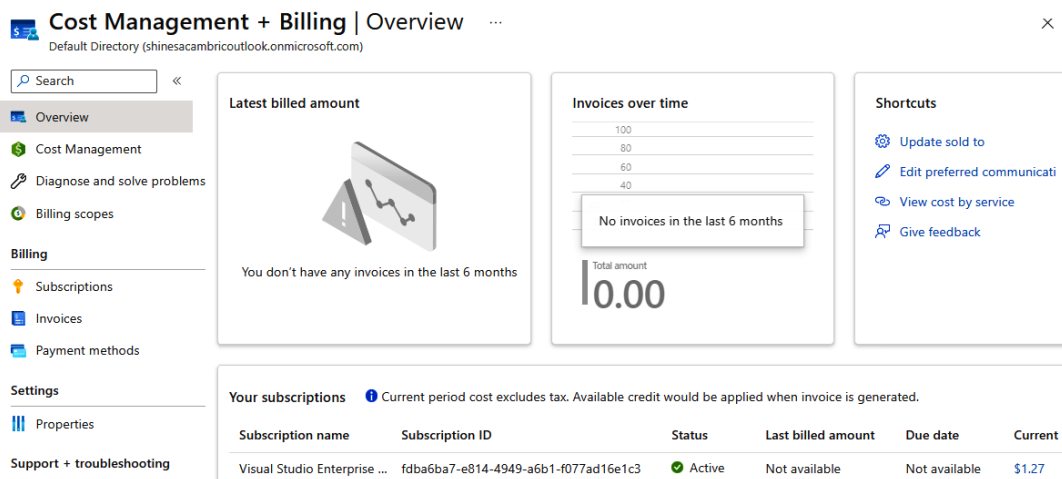 Cost Management + Billing | Overview ...
Default Directory (shinesacambricoutlook.onmicrosoft.com)
Search
Overview
Cost Management
Diagnose and solve problems
Billing scopes
Billing
Subscriptions
Invoices
Payment methods
Settings
Properties
Support + troubleshooting
Latest billed amount
You don't have any invoices in the last 6 months
Invoices over time
100
80
60
40
No invoices in the last 6 months
Total amount
0.00
Shortcuts
Update sold to
Edit preferred communicati
View cost by service
Give feedback
Your subscriptions Current period cost excludes tax. Available credit would be applied when invoice is generated.
Subscription name Subscription ID Status Last billed amount Due date Current
Visual Studio Enterprise ... fdba6ba7-e814-4949-a6b1-f077ad16e1c3 Active Not available Not available $1.27